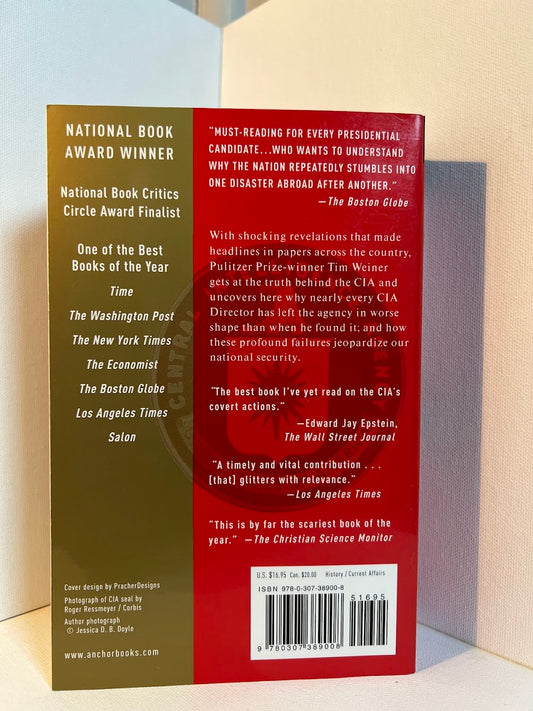 NATIONAL BOOK
AWARD WINNER
National Book Critics
Circle Award Finalist
One of the Best
Books of the Year
Time
The Washington Post
The New York Times
The Economist
The Boston Globe
Los Angeles Times
Salon
Cover design by PracherDesigns
Photograph of CIA seal by
Roger Ressmeyer / Corbis
Author photograph
© Jessica D. B. Doyle
www.anchorbooks.com
"MUST-READING FOR EVERY PRESIDENTIAL
CANDIDATE...WHO WANTS TO UNDERSTAND
WHY THE NATION REPEATEDLY STUMBLES INTO
ONE DISASTER ABROAD AFTER ANOTHER."
—The Boston Globe
With shocking revelations that made
headlines in papers across the country,
Pulitzer Prize-winner Tim Weiner
gets at the truth behind the CIA and
uncovers here why nearly every CIA
Director has left the agency in worse
shape than when he found it; and how
these profound failures jeopardize our
national security.
"The best book I've yet read on the CIA's
covert actions."
—Edward Jay Epstein,
The Wall Street Journal
"A timely and vital contribution . . .
[that] glitters with relevance."
—Los Angeles Times
"This is by far the scariest book of the
year." —The Christian Science Monitor
U.S. $16.95 Can. $20.00 History / Current Affairs
ISBN 978-0-307-38900-8
51695
9 780307 389008
CENTRAL